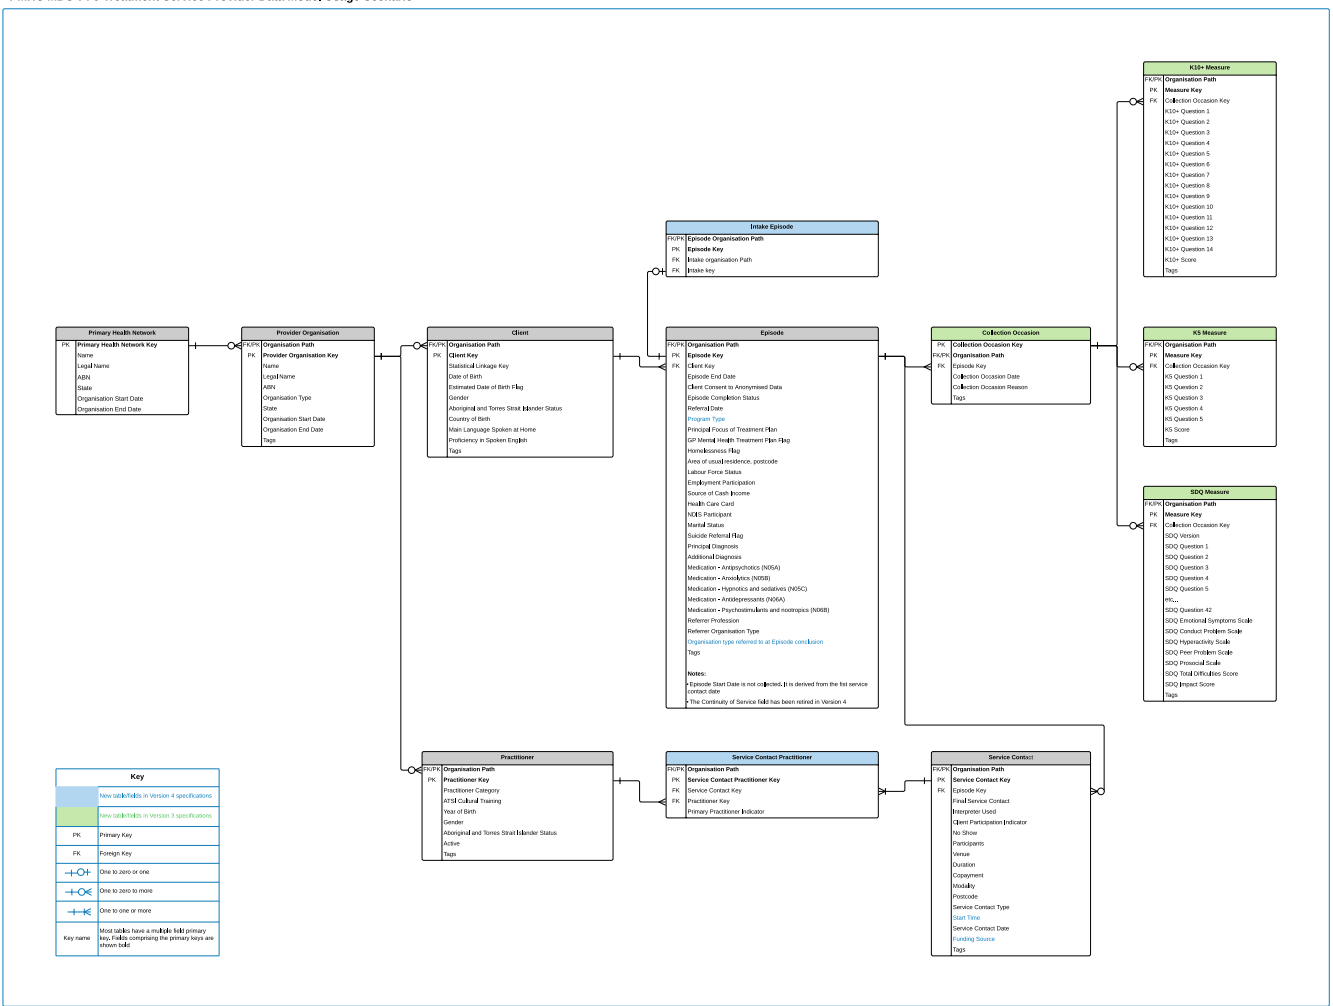 K10+ Measure
FK/PK Organisation Path
PK Measure Key
FK Collection Occasion Key
K10+ Question 1
K10+ Question 2
K10+ Question 3
K10+ Question 4
K10+ Question 5
K10+ Question 6
K10+ Question 7
K10+ Question 8
K10+ Question 9
K10+ Question 10
K10+ Question 11
K10+ Question 12
K10+ Question 13
K10+ Question 14
K10+ Score
Tags
Intake Episode
FK/PK Episode Organisation Path
PK Episode Key
FK Intake organisation Path
FK Intake key
Primary Health Network
PK Primary Health Network Key
Name
Legal Name
ABN
State
Organisation Start Date
Organisation End Date
Provider Organisation
FK/PK Organisation Path
PK Provider Organisation Key
Name
Legal Name
ABN
Organisation Type
State
Organisation Start Date
Organisation End Date
Tags
Client
FK/PK Organisation Path
PK Client Key
Statistical Linkage Key
Date of Birth
Estimated Date of Birth Flag
Gender
Aboriginal and Torres Strait Islander Status
Country of Birth
Main Language Spoken at Home
Proficiency in Spoken English
Tags
Episode
FK/PK Organisation Path
PK Episode Key
FK Client Key
Episode End Date
Client Consent to Anonymised Data
Episode Completion Status
Referral Date
Program Type
Principal Focus of Treatment Plan
GP Mental Health Treatment Plan Flag
Homelessness Flag
Area of usual residence, postcode
Labour Force Status
Employment Participation
Source of Cash Income
Health Care Card
NDIS Participant
Marital Status
Suicide Referral Flag
Principal Diagnosis
Additional Diagnosis
Medication - Antipsychotics (N05A)
Medication - Anxiolytics (N05B)
Medication - Hypnotics and sedatives (N05C)
Medication - Antidepressants (N06A)
Medication - Psychostimulants and nootropics (N06B)
Referrer Profession
Referrer Organisation Type
Organisation type referred to at Episode conclusion
Tags
Notes:
• Episode Start Date is not collected. It is derived from the fist service
contact date
• The Continuity of Service field has been retired in Version 4
Collection Occasion
PK Collection Occasion Key
FK/PK Organisation Path
FK Episode Key
Collection Occasion Date
Collection Occasion Reason
Tags
K5 Measure
FK/PK Organisation Path
PK Measure Key
FK Collection Occasion Key
K5 Question 1
K5 Question 2
K5 Question 3
K5 Question 4
K5 Question 5
K5 Score
Tags
SDQ Measure
FK/PK Organisation Path
PK Measure Key
FK Collection Occasion Key
SDQ Version
SDQ Question 1
SDQ Question 2
SDQ Question 3
SDQ Question 4
SDQ Question 5
etc...
SDQ Question 42
SDQ Emotional Symptoms Scale
SDQ Conduct Problem Scale
SDQ Hyperactivity Scale
SDQ Peer Problem Scale
SDQ Prosocial Scale
SDQ Total Difficulties Score
SDQ Impact Score
Tags
Practitioner
FK/PK Organisation Path
PK Practitioner Key
Practitioner Category
ATSI Cultural Training
Year of Birth
Gender
Aboriginal and Torres Strait Islander Status
Active
Tags
Service Contact Practitioner
FK/PK Organisation Path
PK Service Contact Practitioner Key
FK Service Contact Key
FK Practitioner Key
Primary Practitioner Indicator
Service Contact
FK/PK Organisation Path
PK Service Contact Key
FK Episode Key
Final Service Contact
Interpreter Used
Client Participation Indicator
No Show
Participants
Venue
Duration
Copayment
Modality
Postcode
Service Contact Type
Start Time
Service Contact Date
Funding Source
Tags
Key
New table/fields in Version 4 specifications
New table/fields in Version 3 specifications
PK Primary Key
FK Foreign Key
One to zero or one
One to zero to more
One to one or more
Key name Most tables have a multiple field primary
key. Fields comprising the primary keys are
shown bold